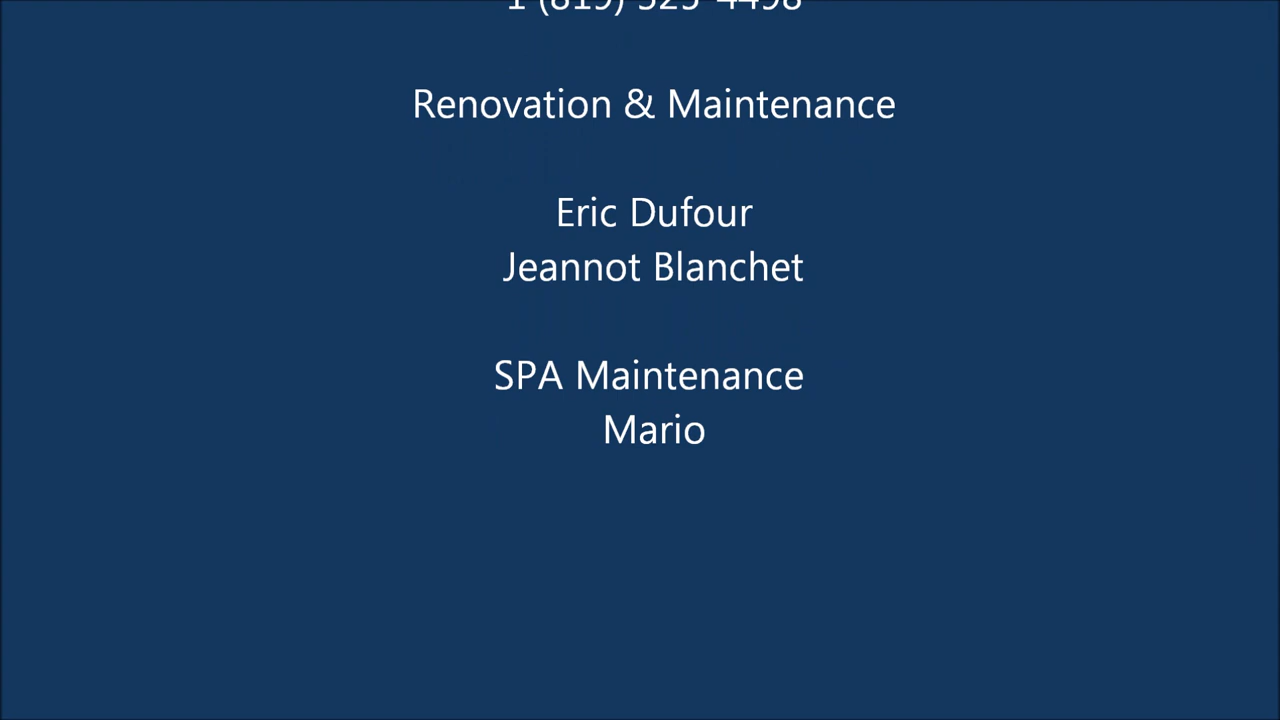 Renovation & Maintenance
Eric Dufour
Jeannot Blanchet
SPA Maintenance
Mario